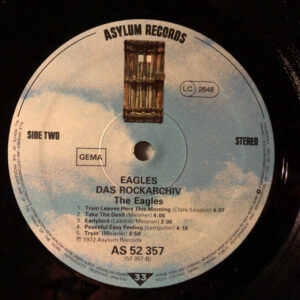 ASYLUM RECORDS
LC 2648
SIDE TWO
STEREO
GEMA
EAGLES
DAS ROCKARCHIV
The Eagles
1. Train Leaves Here This Morning (Clark/Leadon) 4:07
2. Take The Devil (Meisner) 4:00
3. Earlybird (Leadon/Meisner) 3:00
4. Peaceful Easy Feeling (Tempchin) 4:16
5. Tryin' (Meisner) 2:50
℗ 1972 Asylum Records
AS 52 357
(52 357-B)
33